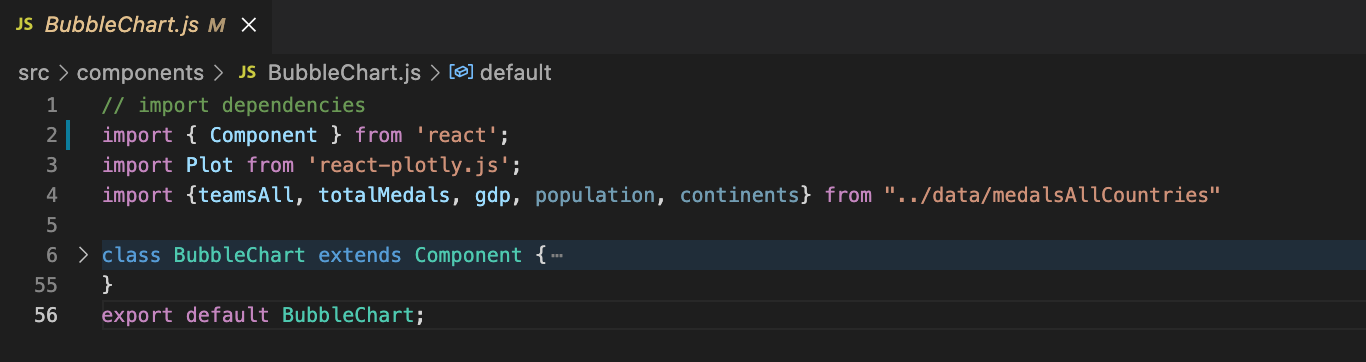 JS BubbleChart.js M ×
src > components > JS BubbleChart.js > default
1 // import dependencies
2 import { Component } from 'react';
3 import Plot from 'react-plotly.js';
4 import {teamsAll, totalMedals, gdp, population, continents} from "../data/medalsAllCountries"
5
6 > class BubbleChart extends Component {⋯
55 }
56 export default BubbleChart;